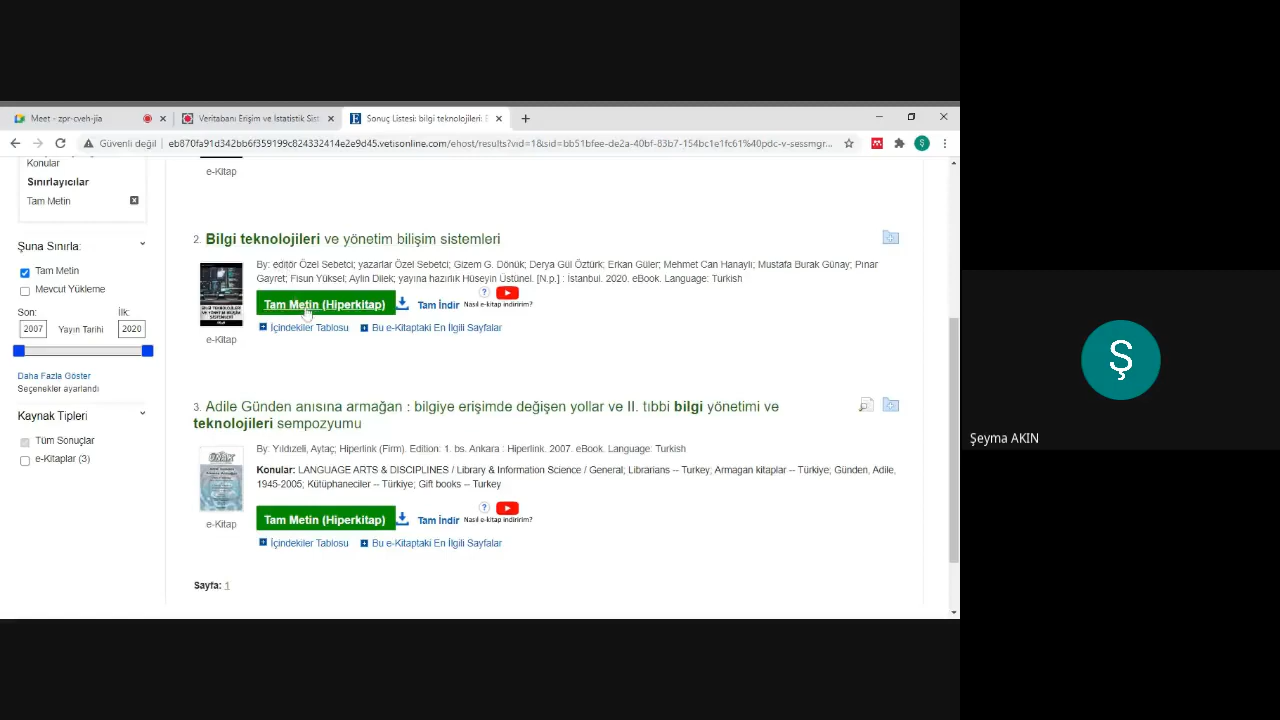 Meet - zpr-cveh-jia
Veritabanı Erişim ve İstatistik Sist
Sonuç Listesi: bilgi teknolojileri: E
Güvenli değil
eb870fa91d342bb6f359199c824332414e2e9d45.vetisonline.com/ehost/results?vid=1&sid=bb51bfee-de2a-40bf-83b7-154bc1e1fc61%40pdc-v-sessmgr...
Ş
Konular
Sınırlayıcılar
Tam Metin
Şuna Sınırla:
Tam Metin
Mevcut Yükleme
Son:
İlk:
2007
Yayın Tarihi
2020
Daha Fazla Göster
Seçenekler ayarlandi
Kaynak Tipleri
Tüm Sonuçlar
e-Kitaplar (3)
e-Kitap
2. Bilgi teknolojileri ve yönetim bilişim sistemleri
By: editör Özel Sebetci; yazarlar Özel Sebetci; Gizem G. Dönük; Derya Gül Öztürk; Erkan Güler; Mehmet Can Hanaylı; Mustafa Burak Günay; Pınar
Gayret; Fisun Yüksel; Aylin Dilek; yayına hazırlık Hüseyin Üstünel. [N.p.] : İstanbul. 2020. eBook. Language: Turkish
Tam Metin (Hiperkitap)
Tam İndir
Nasıl e-kitap indiririm?
İçindekiler Tablosu
Bu e-Kitaptaki En İlgili Sayfalar
e-Kitap
3. Adile Günden anısına armağan : bilgiye erişimde değişen yollar ve II. tıbbi bilgi yönetimi ve
teknolojileri sempozyumu
By: Yıldızeli, Aytaç; Hiperlink (Firm). Edition: 1. bs. Ankara : Hiperlink. 2007. eBook. Language: Turkish
Konular: LANGUAGE ARTS & DISCIPLINES / Library & Information Science / General; Librarians -- Turkey; Armagan kitaplar -- Türkiye; Günden, Adile,
1945-2005; Kütüphaneciler -- Türkiye; Gift books -- Turkey
e-Kitap
Tam Metin (Hiperkitap)
Tam İndir
Nasıl e-kitap indiririm?
İçindekiler Tablosu
Bu e-Kitaptaki En İlgili Sayfalar
Sayfa: 1
Ş
Şeyma AKIN